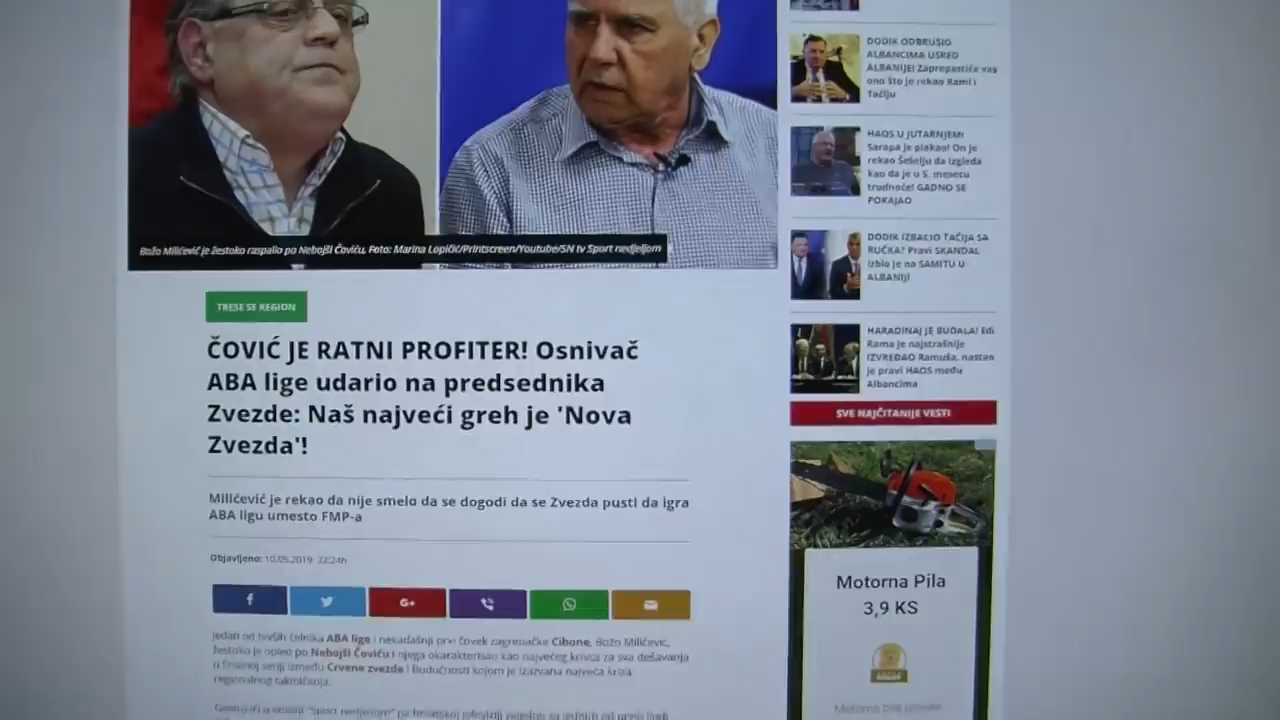 Božo Milićević je žestoko raspalio po Nebojši Čoviću, Foto: Marina Lopičić/Printscreen/Youtube/SN tv Sport nedjeljom
TRESE SE REGION
ČOVIĆ JE RATNI PROFITER! Osnivač
ABA lige udario na predsednika
Zvezde: Naš najveći greh je 'Nova
Zvezda'!
Milićević je rekao da nije smelo da se dogodi da se Zvezda pusti da igra
ABA ligu umesto FMP-a
Objavljeno: 10.05.2019. 22:24h
Jedan od bivših čelnika ABA lige i nekadašnji prvi čovek zagrebačke Cibone, Božo Milićević,
žestoko je opleo po Nebojši Čoviću i njega okarakterisao kao najvećeg krivca za sva dešavanja
u finalnoj seriji između Crvene zvezde i Budućnosti kojom je izazvana najveća kriza
regionalnog takmičenja.
DODIK ODBRUSIO
ALBANCIMA USRED
ALBANIJE! Zaprepastiće vas
ono što je rekao Rami i
Tačiju
HAOS U JUTARNJEM!
Sarapa je plakao! On je
rekao Šešelju da izgleda
kao da je u 5. mesecu
trudnoće! GADNO SE
POKAJAO
DODIK IZBACIO TAČIJA SA
RUČKA? Pravi SKANDAL
izbio je na SAMITU U
ALBANIJI
HARADINAJ JE BUDALA! Edi
Rama je najstrašnije
IZVREĐAO Ramuša, nastao
je pravi HAOS među
Albancima
SVE NAJČITANIJE VESTI
Motorna Pila
3,9 KS